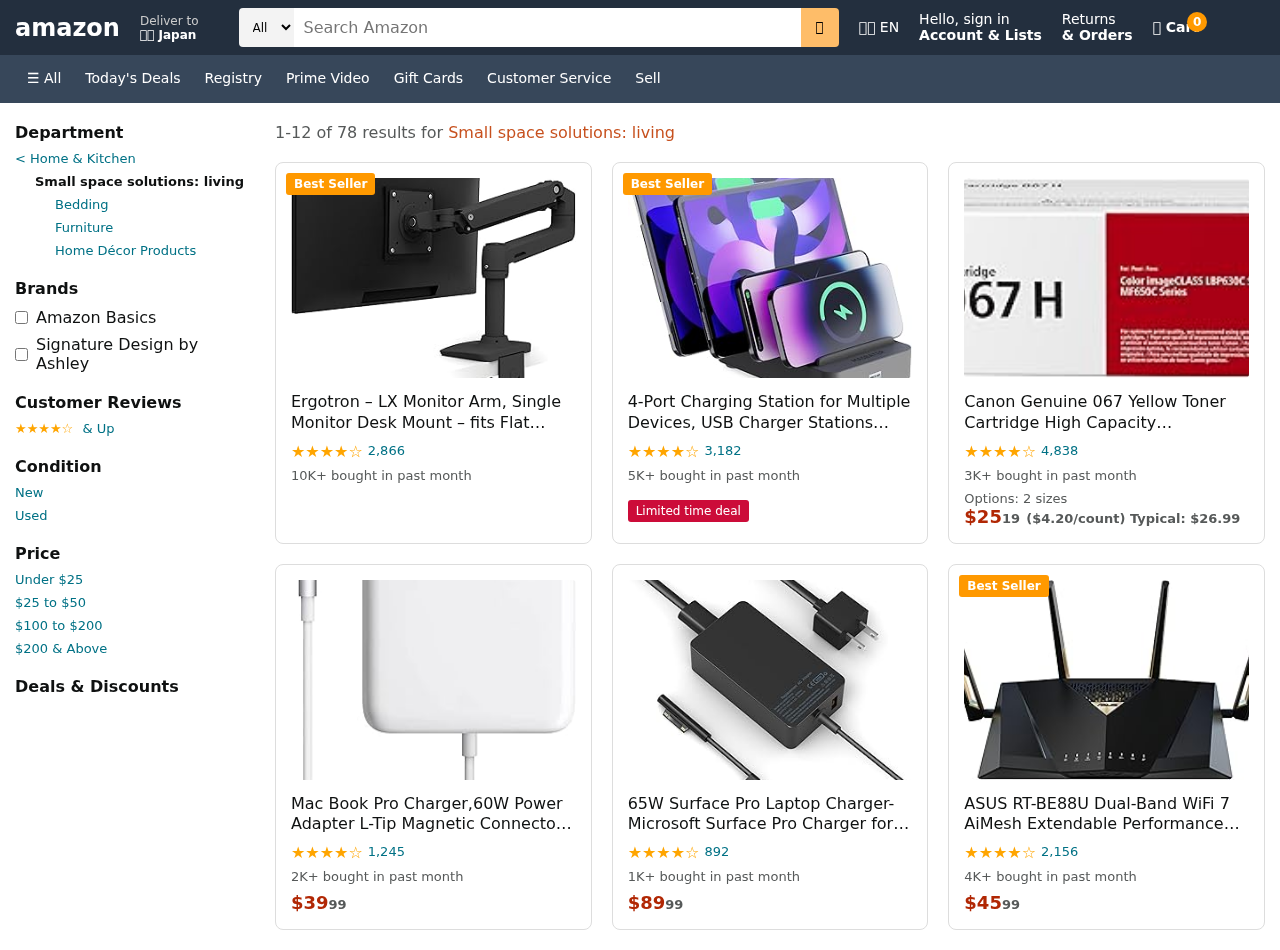 amazon
Deliver to
Japan
All
Search Amazon
EN
Hello, sign in
Account & Lists
Returns
& Orders
0
☰ All
Today's Deals
Registry
Prime Video
Gift Cards
Customer Service
Sell
Department
< Home & Kitchen
Small space solutions: living
Bedding
Furniture
Home Décor Products
Brands
Amazon Basics
Signature Design by
Ashley
Customer Reviews
★★★★☆ & Up
Condition
New
Used
Price
Under $25
$25 to $50
$100 to $200
$200 & Above
Deals & Discounts
1-12 of 78 results for Small space solutions: living
Best Seller
Ergotron – LX Monitor Arm, Single
Monitor Desk Mount – fits Flat…
★★★★☆ 2,866
10K+ bought in past month
Best Seller
4-Port Charging Station for Multiple
Devices, USB Charger Stations…
★★★★☆ 3,182
5K+ bought in past month
Limited time deal
067 H
Color imageCLASS LBP630C
MF650C Series
Canon Genuine 067 Yellow Toner
Cartridge High Capacity…
★★★★☆ 4,838
3K+ bought in past month
Options: 2 sizes
$2519 ($4.20/count) Typical: $26.99
Mac Book Pro Charger,60W Power
Adapter L-Tip Magnetic Connecto…
★★★★☆ 1,245
2K+ bought in past month
$3999
65W Surface Pro Laptop Charger-
Microsoft Surface Pro Charger for…
★★★★☆ 892
1K+ bought in past month
$8999
Best Seller
ASUS RT-BE88U Dual-Band WiFi 7
AiMesh Extendable Performance…
★★★★☆ 2,156
4K+ bought in past month
$4599